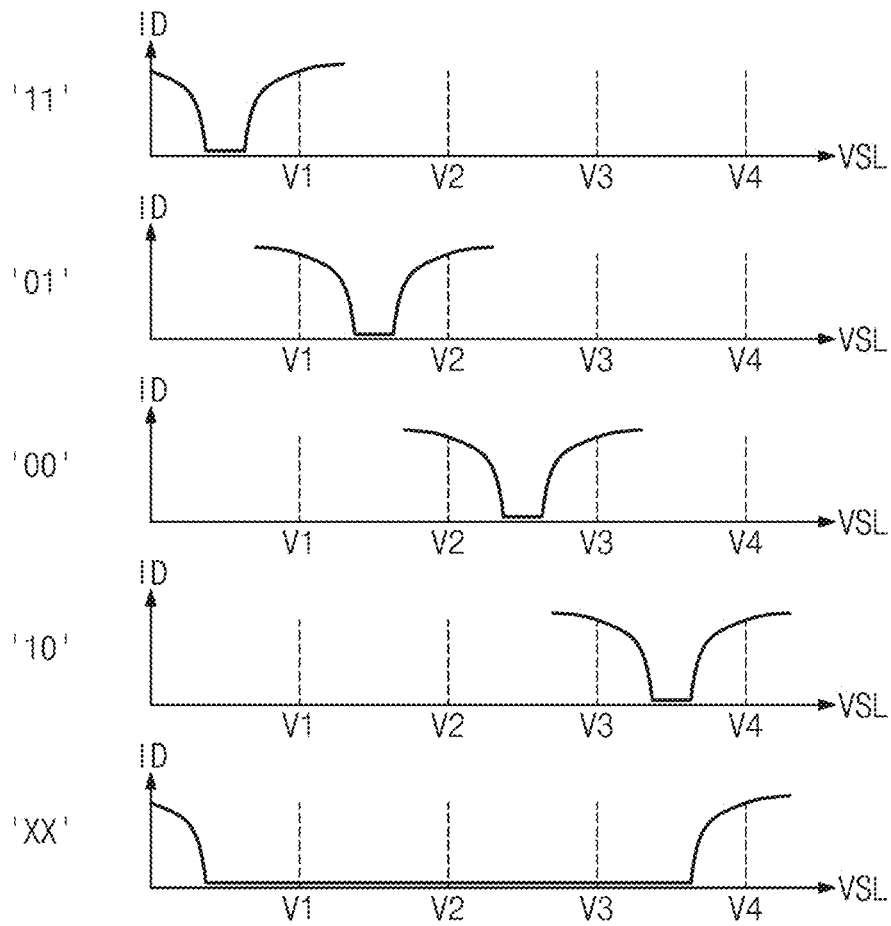 ID
'11'
V1 V2 V3 V4 VSL
ID
'01'
V1 V2 V3 V4 VSL
ID
'00'
V1 V2 V3 V4 VSL
ID
'10'
V1 V2 V3 V4 VSL
ID
'XX'
V1 V2 V3 V4 VSL